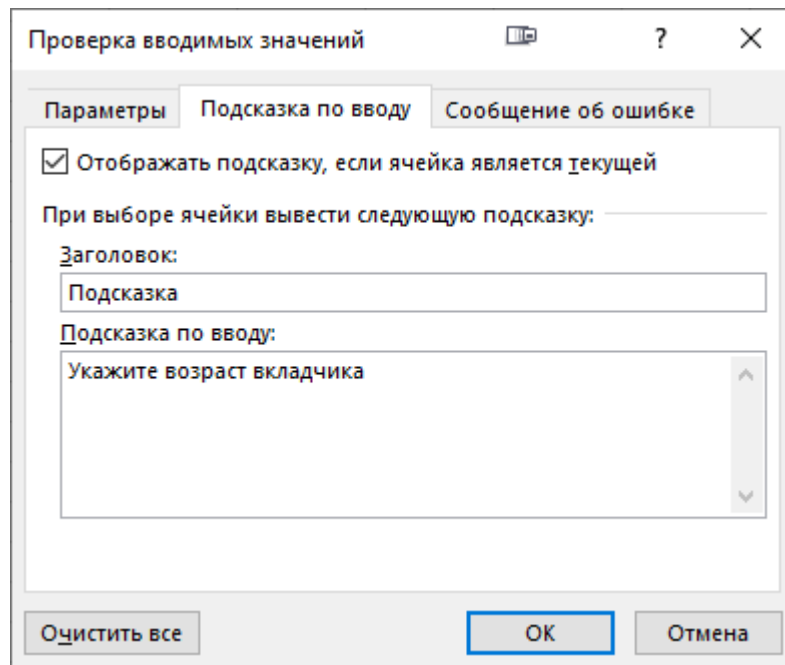 Проверка вводимых значений ?
Параметры Подсказка по вводу Сообщение об ошибке
Отображать подсказку, если ячейка является текущей
При выборе ячейки вывести следующую подсказку:
Заголовок:
Подсказка
Подсказка по вводу:
Укажите возраст вкладчика
Очистить все ОК Отмена